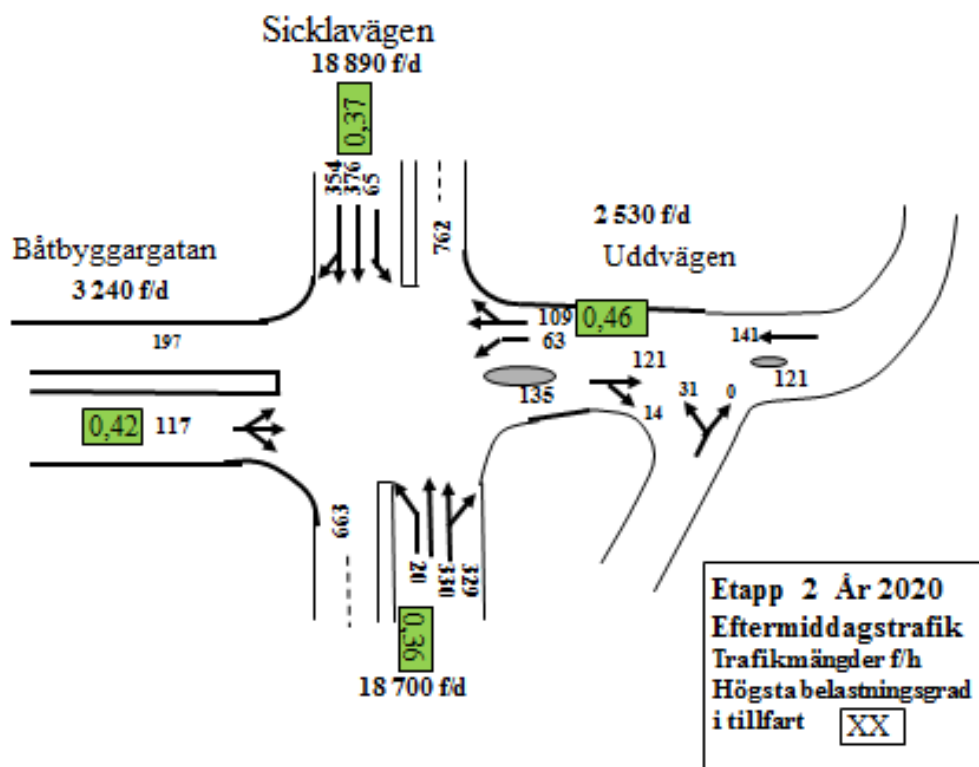 Sicklavägen
18 890 f/d
0,37
354
376
65
762
2 530 f/d
Uddvägen
Båtbyggargatan
3 240 f/d
197
109
0,46
63
141
121
121
135
31
0
14
0,42
117
663
20
330
329
0,36
18 700 f/d
Etapp 2 År 2020
Eftermiddagstrafik
Trafikmängder f/h
Högsta belastningsgrad
i tillfart XX